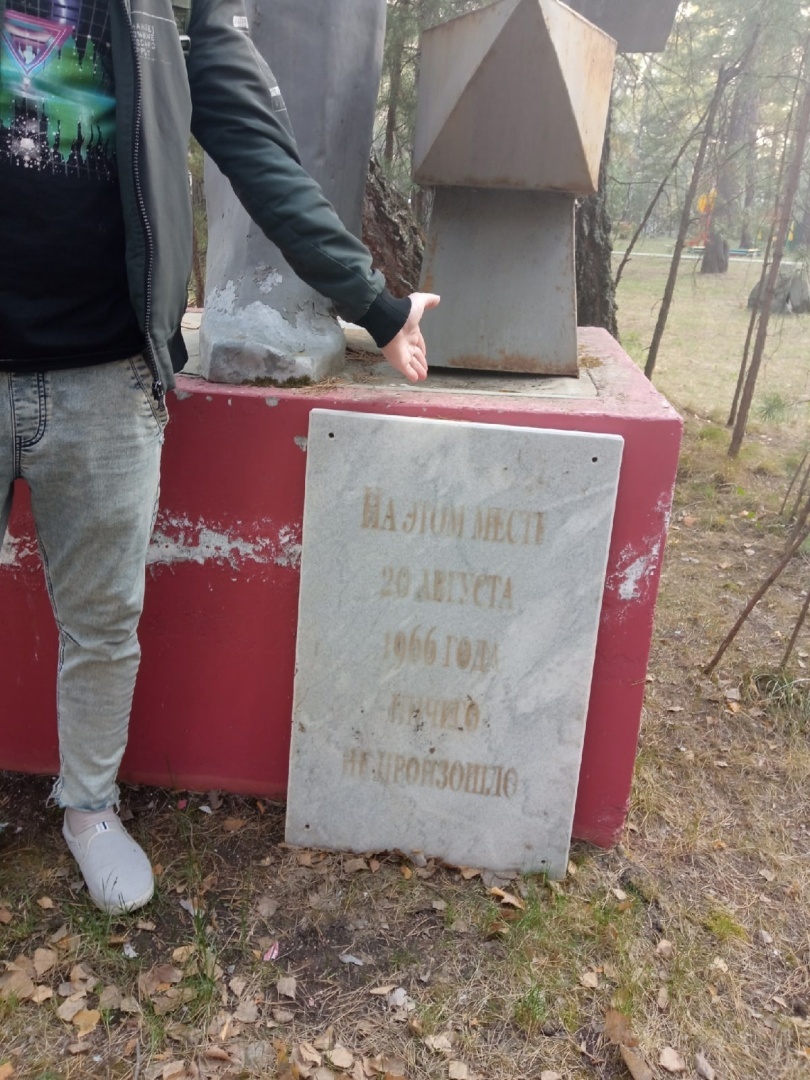 На этом месте
20 августа
1966 года
ничего
не произошло